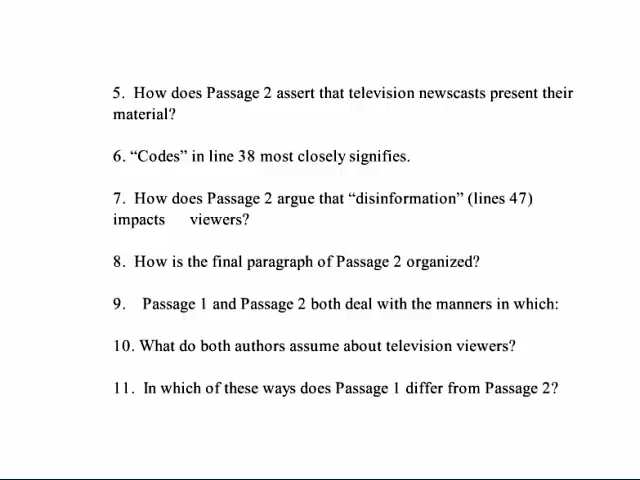 5. How does Passage 2 assert that television newscasts present their
material?
6. “Codes” in line 38 most closely signifies.
7. How does Passage 2 argue that “disinformation” (lines 47)
impacts viewers?
8. How is the final paragraph of Passage 2 organized?
9. Passage 1 and Passage 2 both deal with the manners in which:
10. What do both authors assume about television viewers?
11. In which of these ways does Passage 1 differ from Passage 2?